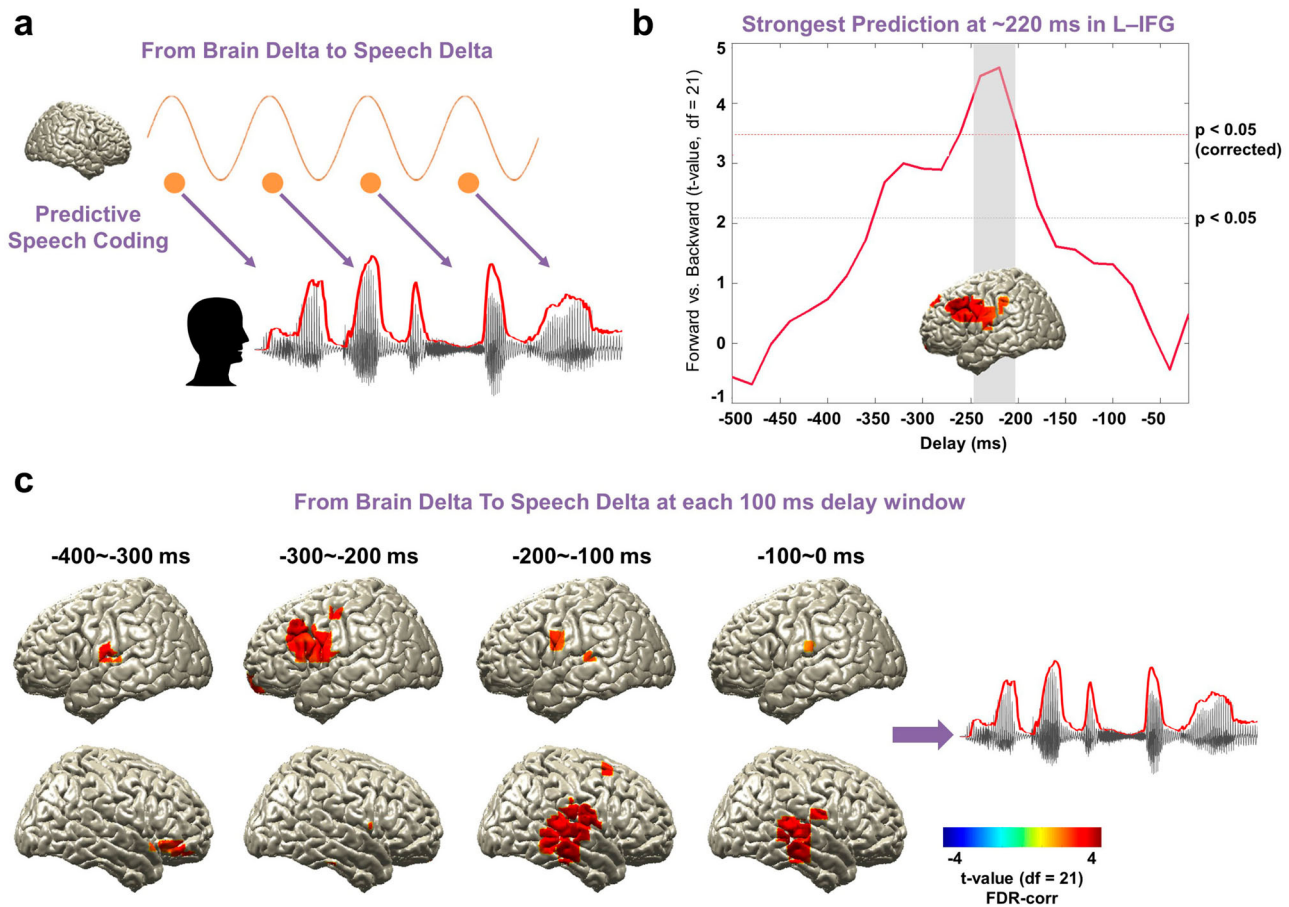 a
From Brain Delta to Speech Delta
Predictive
Speech Coding
b
Strongest Prediction at ~220 ms in L–IFG
Forward vs. Backward (t-value, df = 21)
5
4
3
2
1
0
-1
p < 0.05
(corrected)
p < 0.05
-500 -450 -400 -350 -300 -250 -200 -150 -100 -50
Delay (ms)
c
From Brain Delta To Speech Delta at each 100 ms delay window
-400~-300 ms
-300~-200 ms
-200~-100 ms
-100~0 ms
-4 4
t-value (df = 21)
FDR-corr